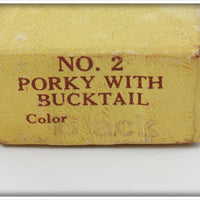 NO. 2
PORKY WITH
BUCKTAIL
Color Black